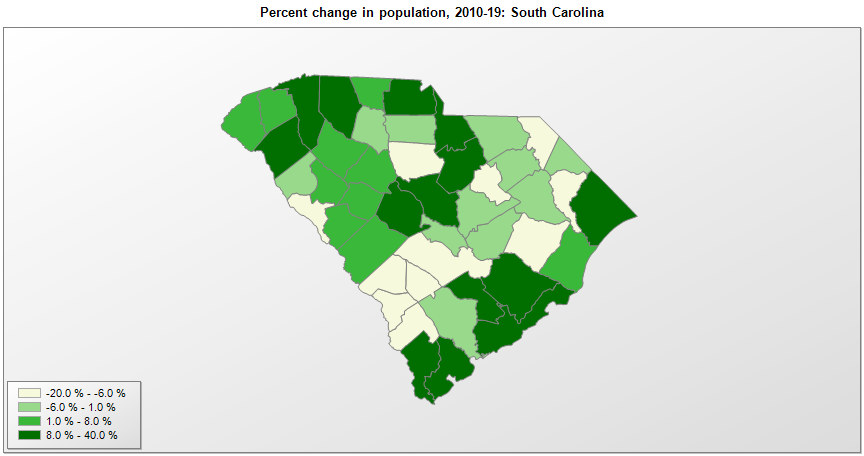 Percent change in population, 2010-19: South Carolina
-20.0 % - -6.0 %
-6.0 % - 1.0 %
1.0 % - 8.0 %
8.0 % - 40.0 %